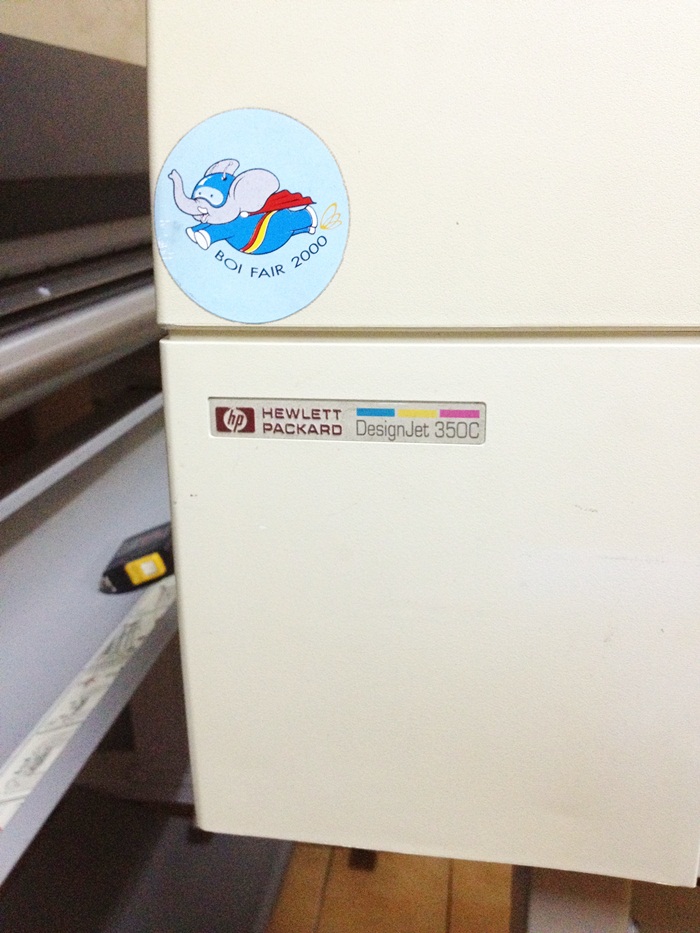 BOI FAIR 2000
hp HEWLETT PACKARD
DesignJet 350C